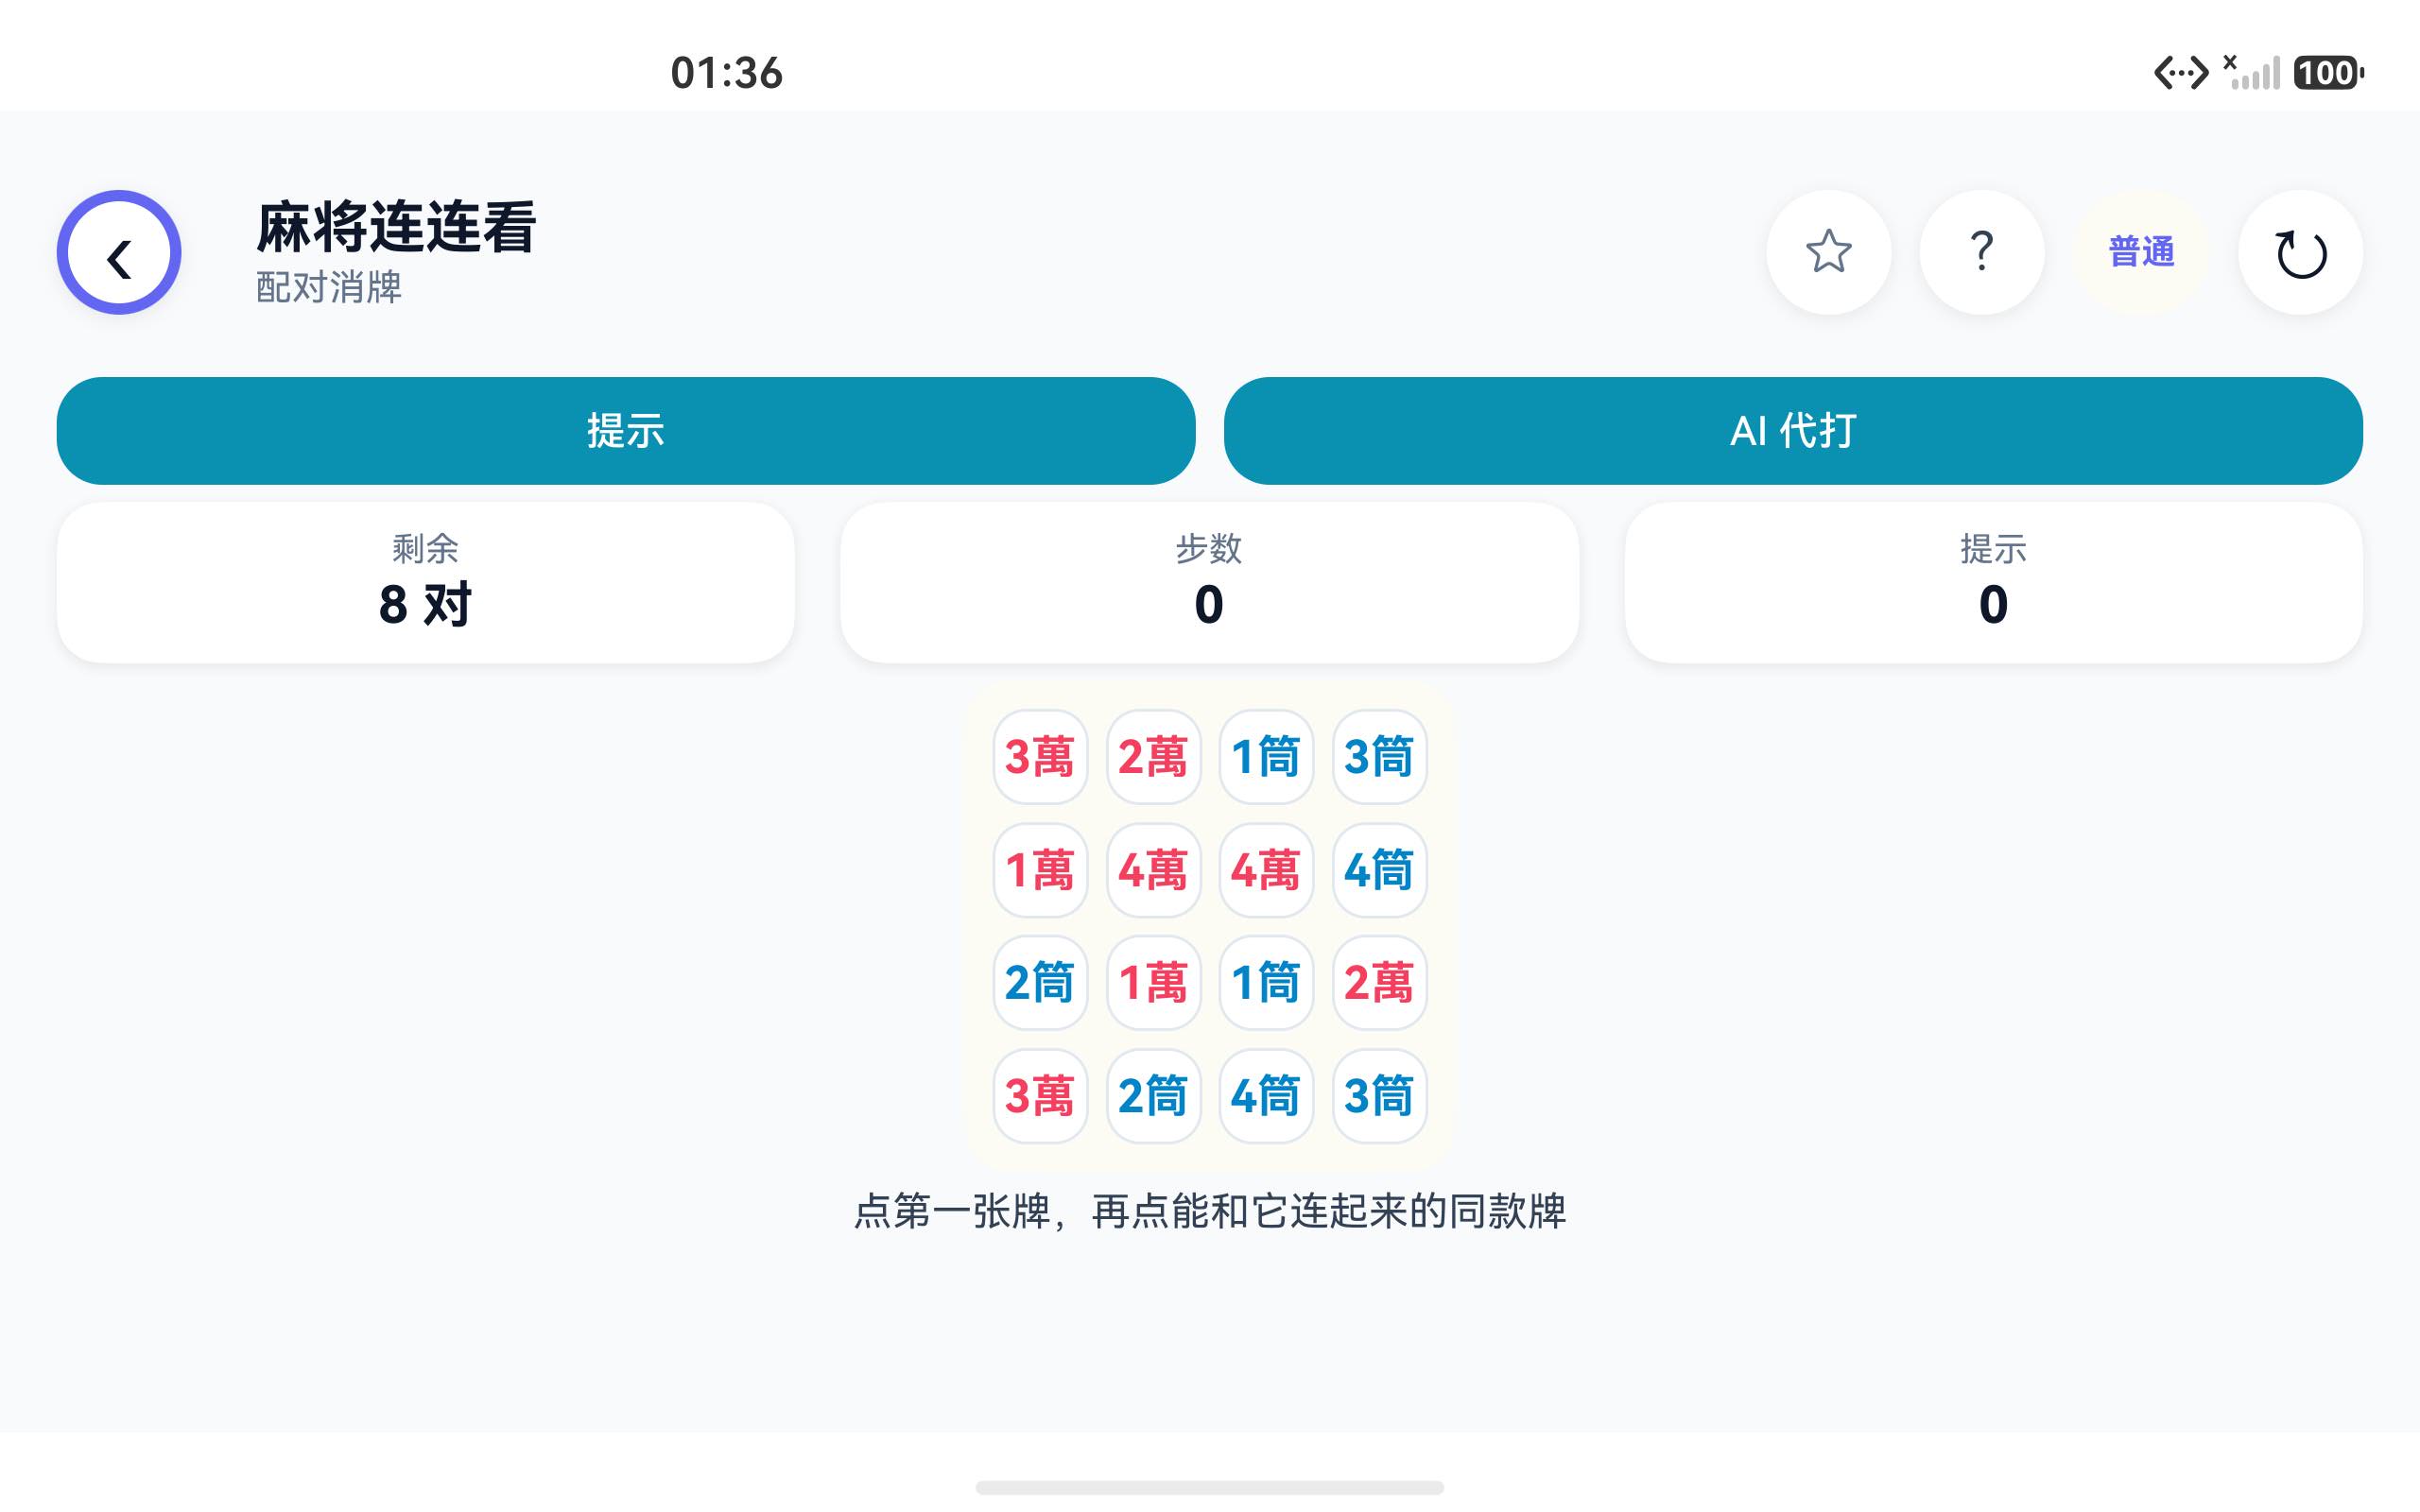 01:36
100
麻将连连看
配对消牌
?
普通
提示
AI 代打
剩余
步数
提示
8 对
0
0
3萬 2萬 1筒 3筒
1萬 4萬 4萬 4筒
2筒 1萬 1筒 2萬
3萬 2筒 4筒 3筒
点第一张牌，再点能和它连起来的同款牌